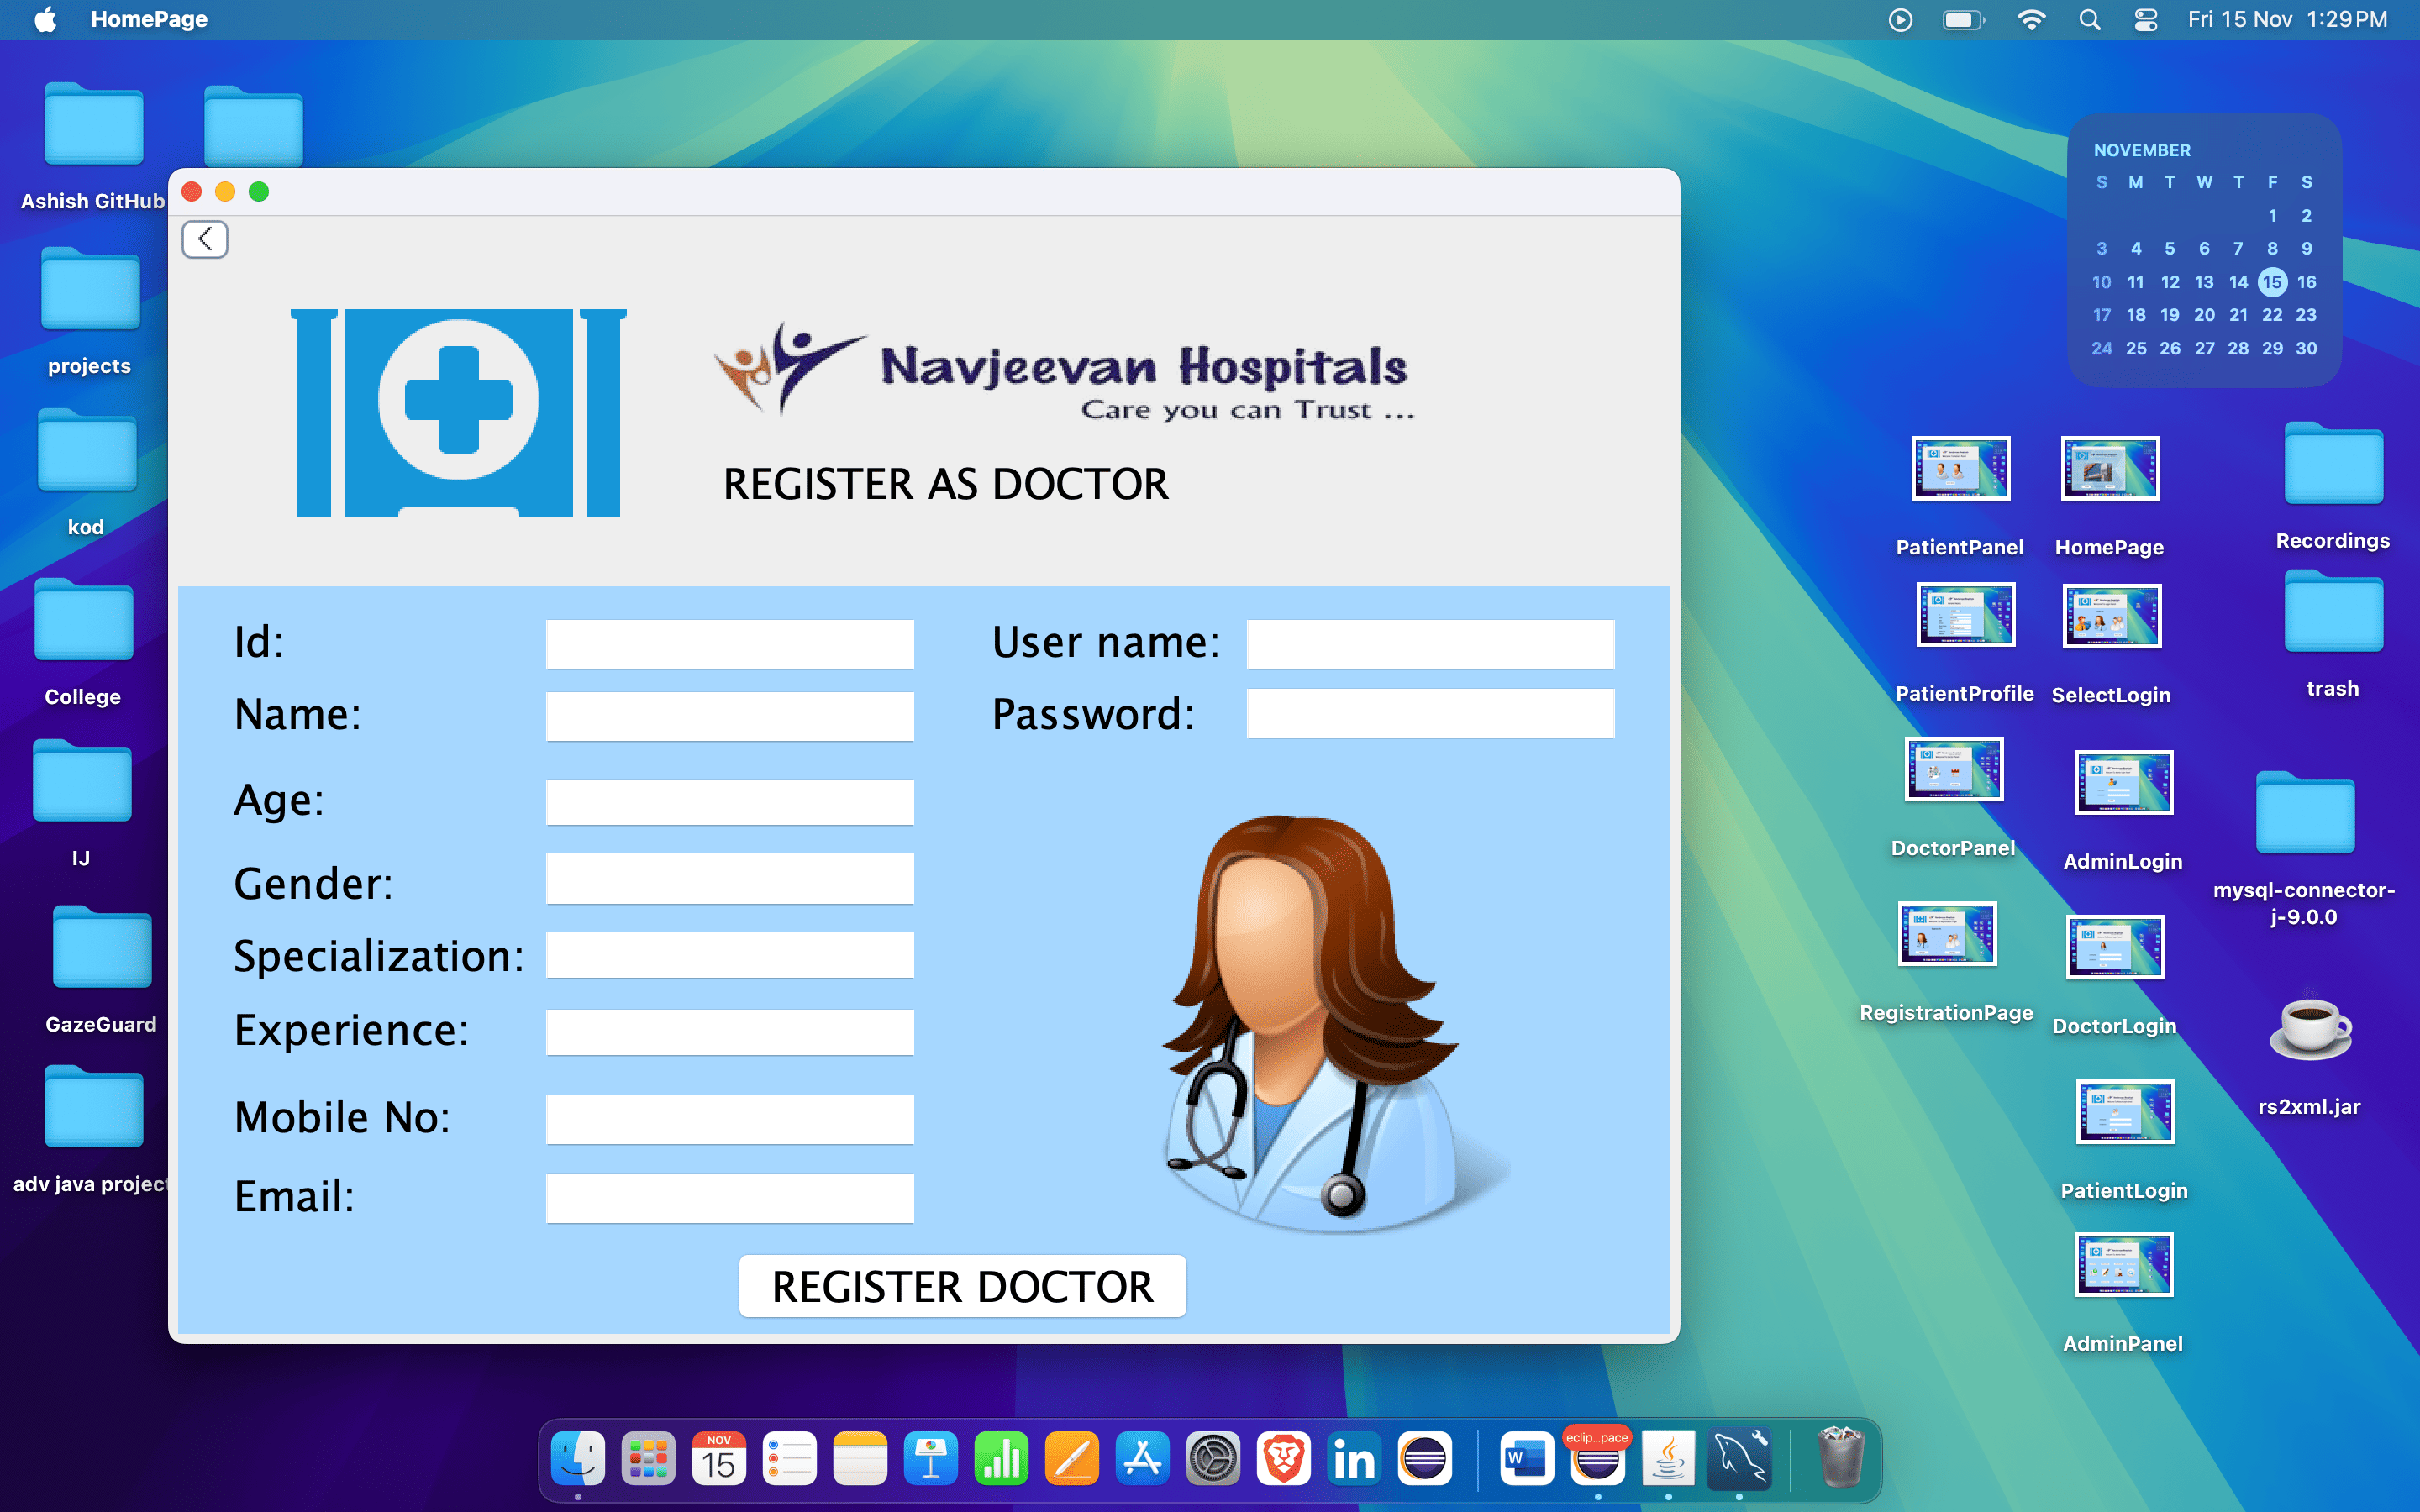 HomePage
Fri 15 Nov 1:29 PM
Ashish GitHub
projects
kod
College
IJ
GazeGuard
adv java project
Navjeevan Hospitals
Care you can Trust ...
REGISTER AS DOCTOR
Id:
Name:
Age:
Gender:
Specialization:
Experience:
Mobile No:
Email:
User name:
Password:
REGISTER DOCTOR
NOVEMBER
S M T W T F S
1 2
3 4 5 6 7 8 9
10 11 12 13 14 15 16
17 18 19 20 21 22 23
24 25 26 27 28 29 30
PatientPanel
HomePage
Recordings
PatientProfile
SelectLogin
trash
DoctorPanel
AdminLogin
mysql-connector-
j-9.0.0
RegistrationPage
DoctorLogin
rs2xml.jar
PatientLogin
AdminPanel
NOV
15
in
W
eclip...pace